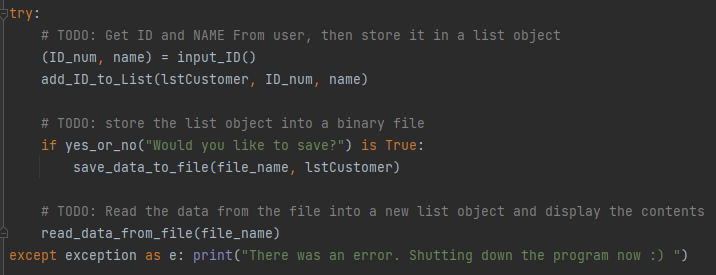 try:
    # TODO: Get ID and NAME From user, then store it in a list object
    (ID_num, name) = input_ID()
    add_ID_to_List(lstCustomer, ID_num, name)

    # TODO: store the list object into a binary file
    if yes_or_no("Would you like to save?") is True:
        save_data_to_file(file_name, lstCustomer)

    # TODO: Read the data from the file into a new list object and display the contents
    read_data_from_file(file_name)
except exception as e: print("There was an error. Shutting down the program now :) ")